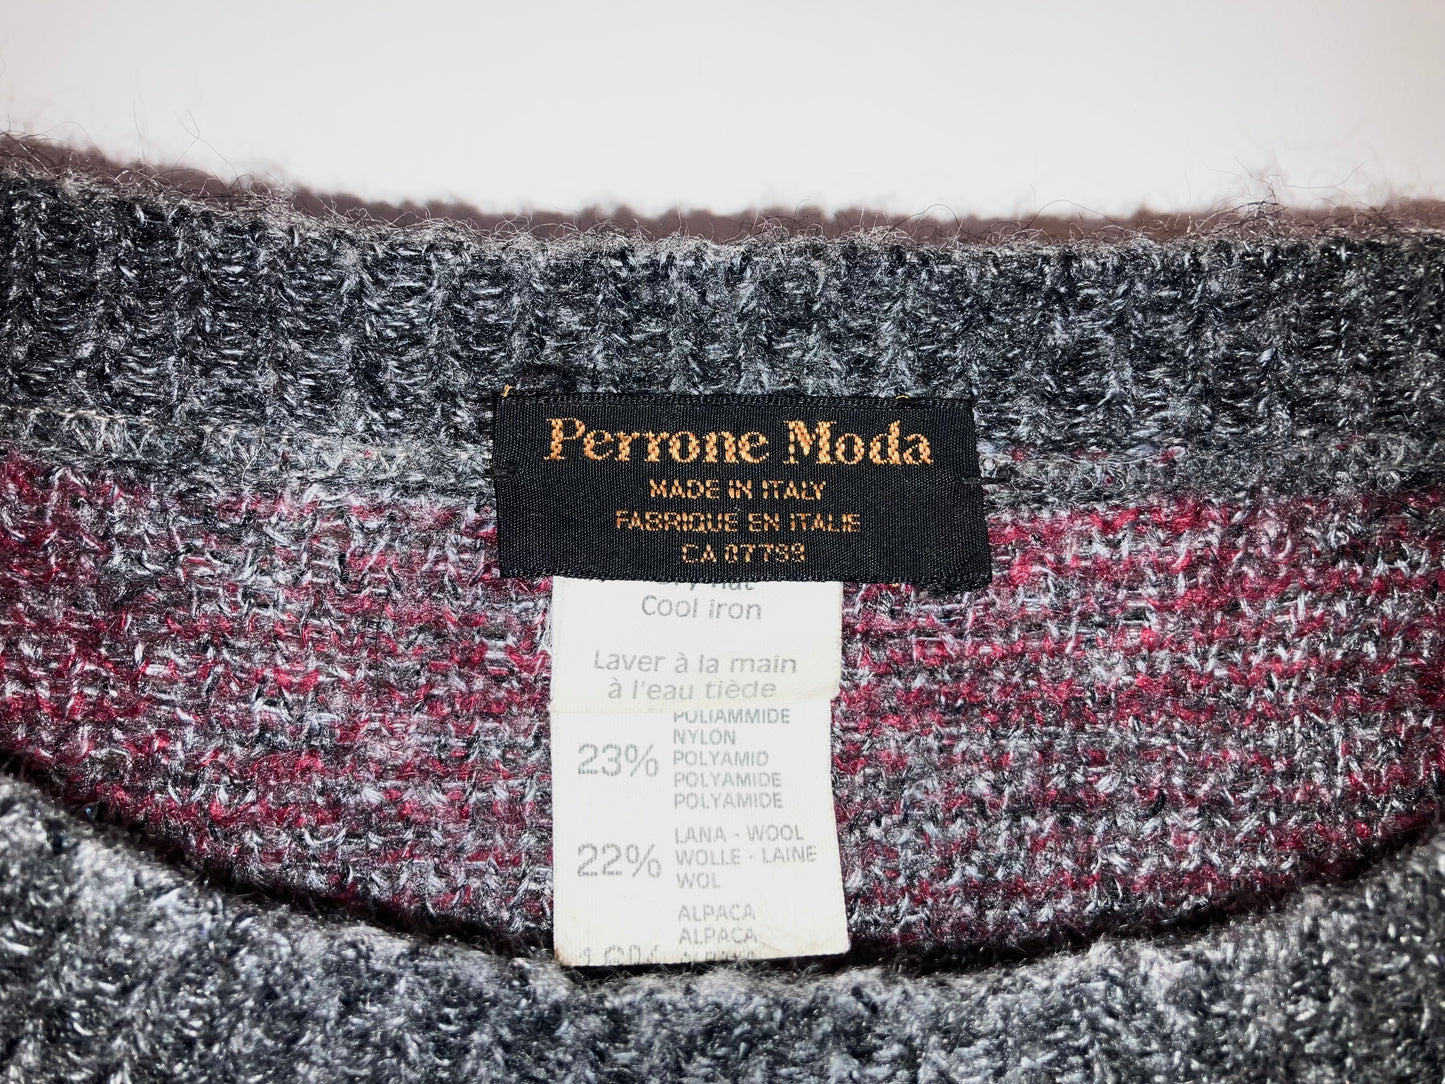 Perrone Moda
MADE IN ITALY
FABRIQUÉ EN ITALIE
CA 07793
Cool iron
Laver à la main
à l'eau tiède
POLIAMMIDE
NYLON
23% POLYAMID
POLYAMIDE
POLYAMIDE
LANA - WOOL
22% WOLLE - LAINE
WOL
ALPACA
ALPACA